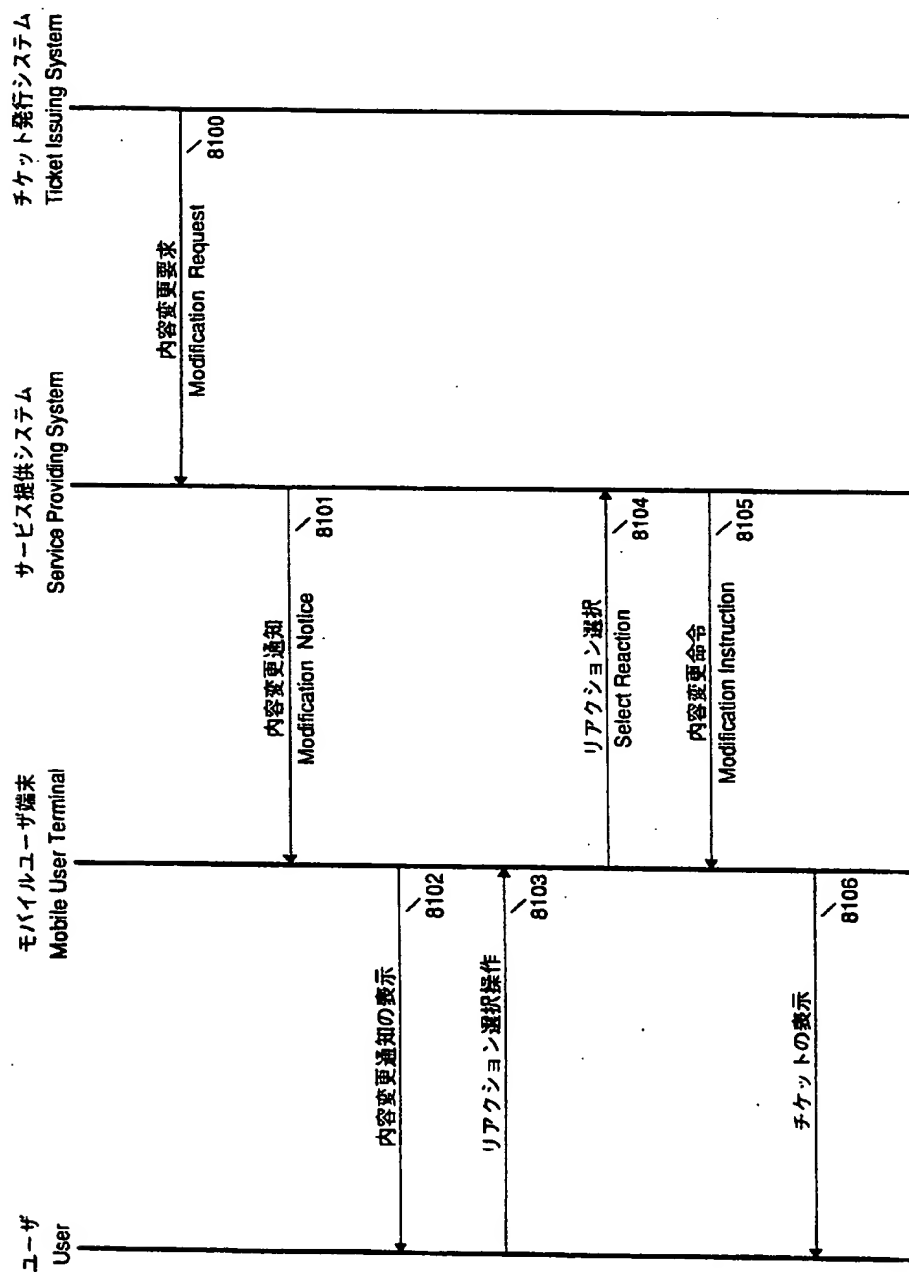 ユーザ
User
モバイルユーザ端末
Mobile User Terminal
サービス提供システム
Service Providing System
チケット発行システム
Ticket Issuing System
内容変更要求
Modification Request
8100
内容変更通知
Modification Notice
8101
内容変更通知の表示
8102
リアクション選択操作
8103
リアクション選択
Select Reaction
8104
内容変更命令
Modification Instruction
8105
チケットの表示
8106